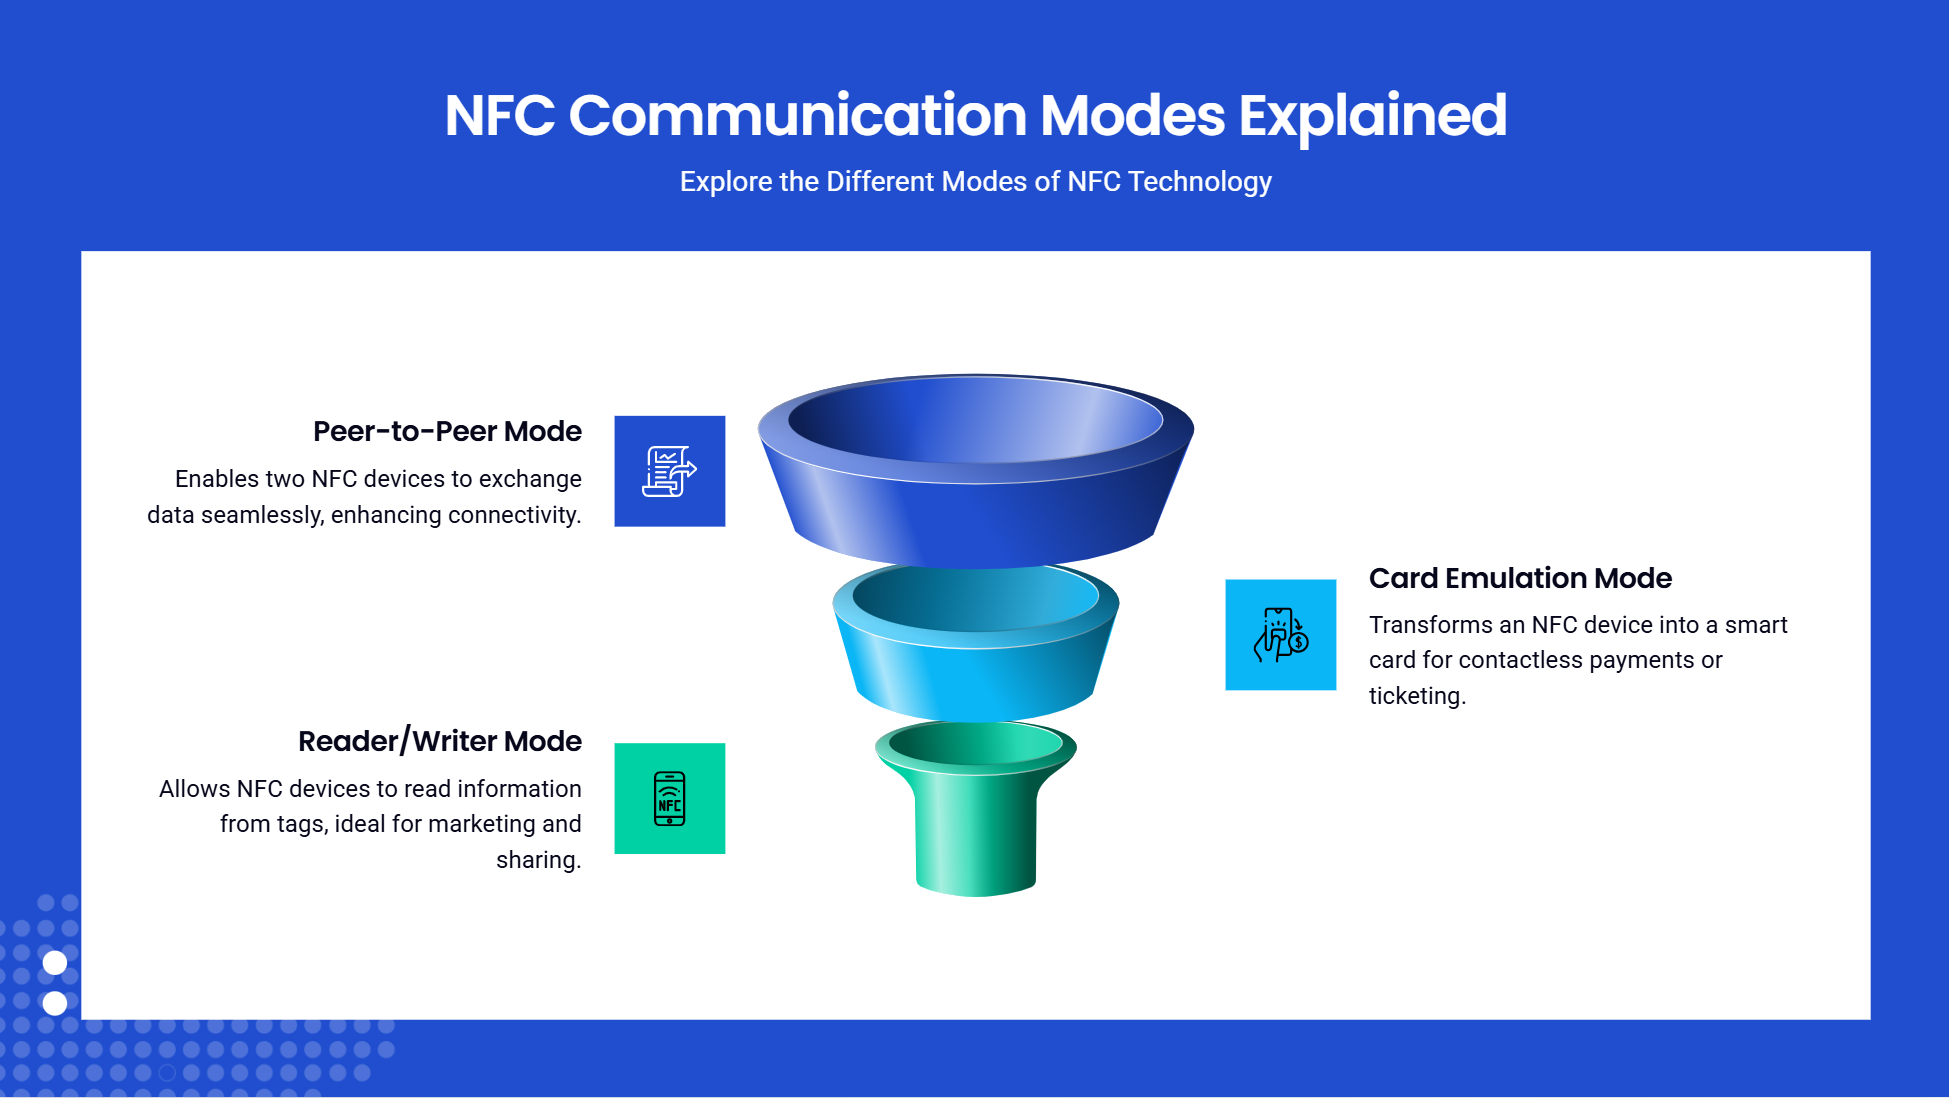 NFC Communication Modes Explained
Explore the Different Modes of NFC Technology
Peer-to-Peer Mode
Enables two NFC devices to exchange
data seamlessly, enhancing connectivity.
Card Emulation Mode
Transforms an NFC device into a smart
card for contactless payments or
ticketing.
$
Reader/Writer Mode
Allows NFC devices to read information
from tags, ideal for marketing and
sharing.
NFC